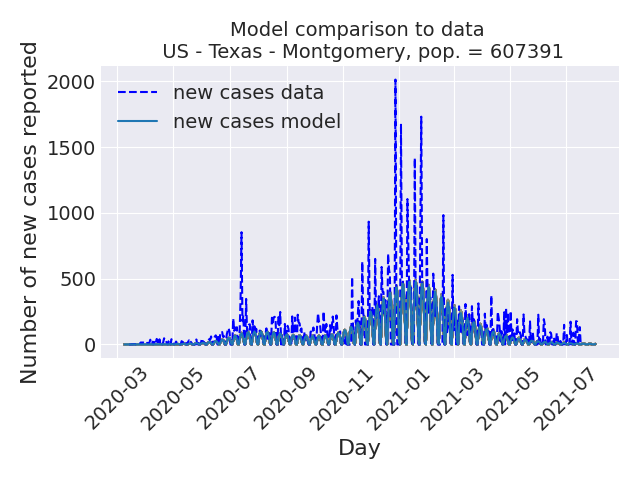 Model comparison to data
US - Texas - Montgomery, pop. = 607391
Number of new cases reported
2000
1500
1000
500
0
new cases data
new cases model
2020-03
2020-05
2020-07
2020-09
2020-11
2021-01
2021-03
2021-05
2021-07
Day